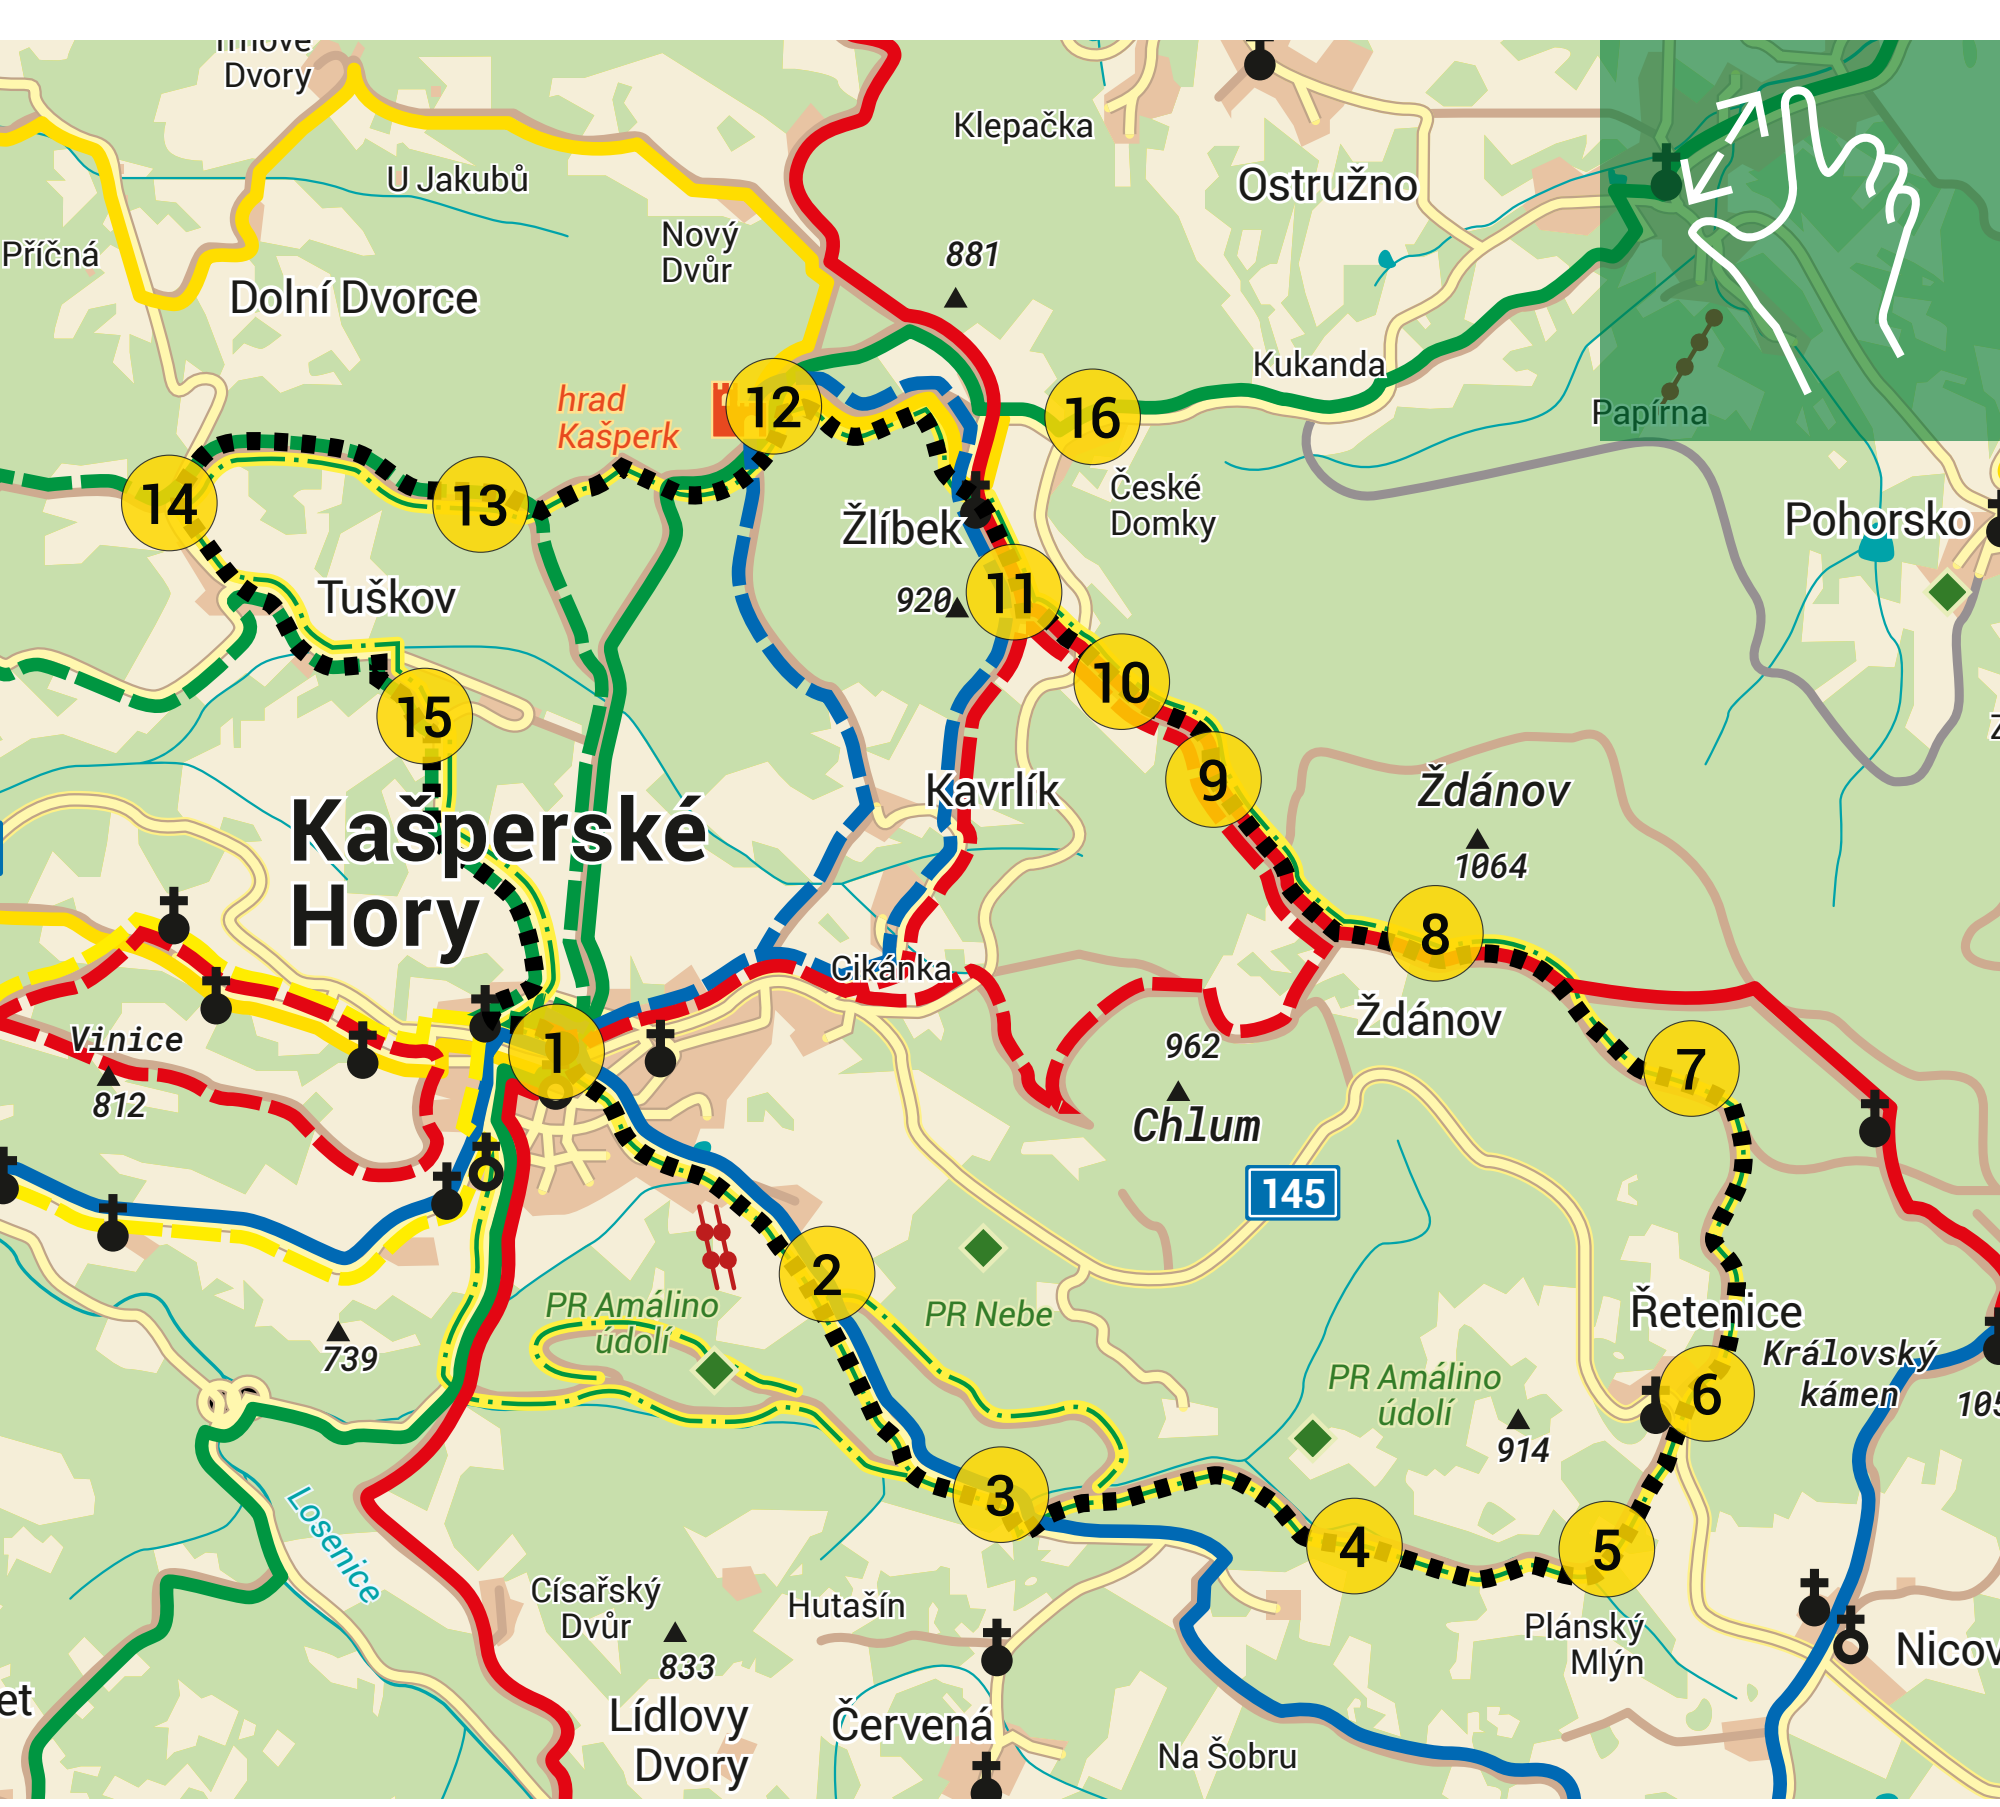 Dvory
U Jakubů
Klepačka
Ostružno
Příčná
Nový
Dvůr
881
Dolní Dvorce
Kukanda
hrad
Kašperk
12
16
Papírna
14
13
České
Domky
Žlíbek
Pohorsko
Tuškov
920
11
10
15
9
Kavrlík
Ždánov
1064
Kašperské
Hory
8
Cikánka
Ždánov
Vinice
812
1
962
7
Chlum
145
2
PR Amálino
údolí
PR Nebe
Řetenice
739
Královský
kámen
6
PR Amálino
údolí
914
3
4
5
Losenice
Císařský
Dvůr
Hutašín
Plánský
Mlýn
833
Lídlovy
Dvory
Červená
Na Šobru